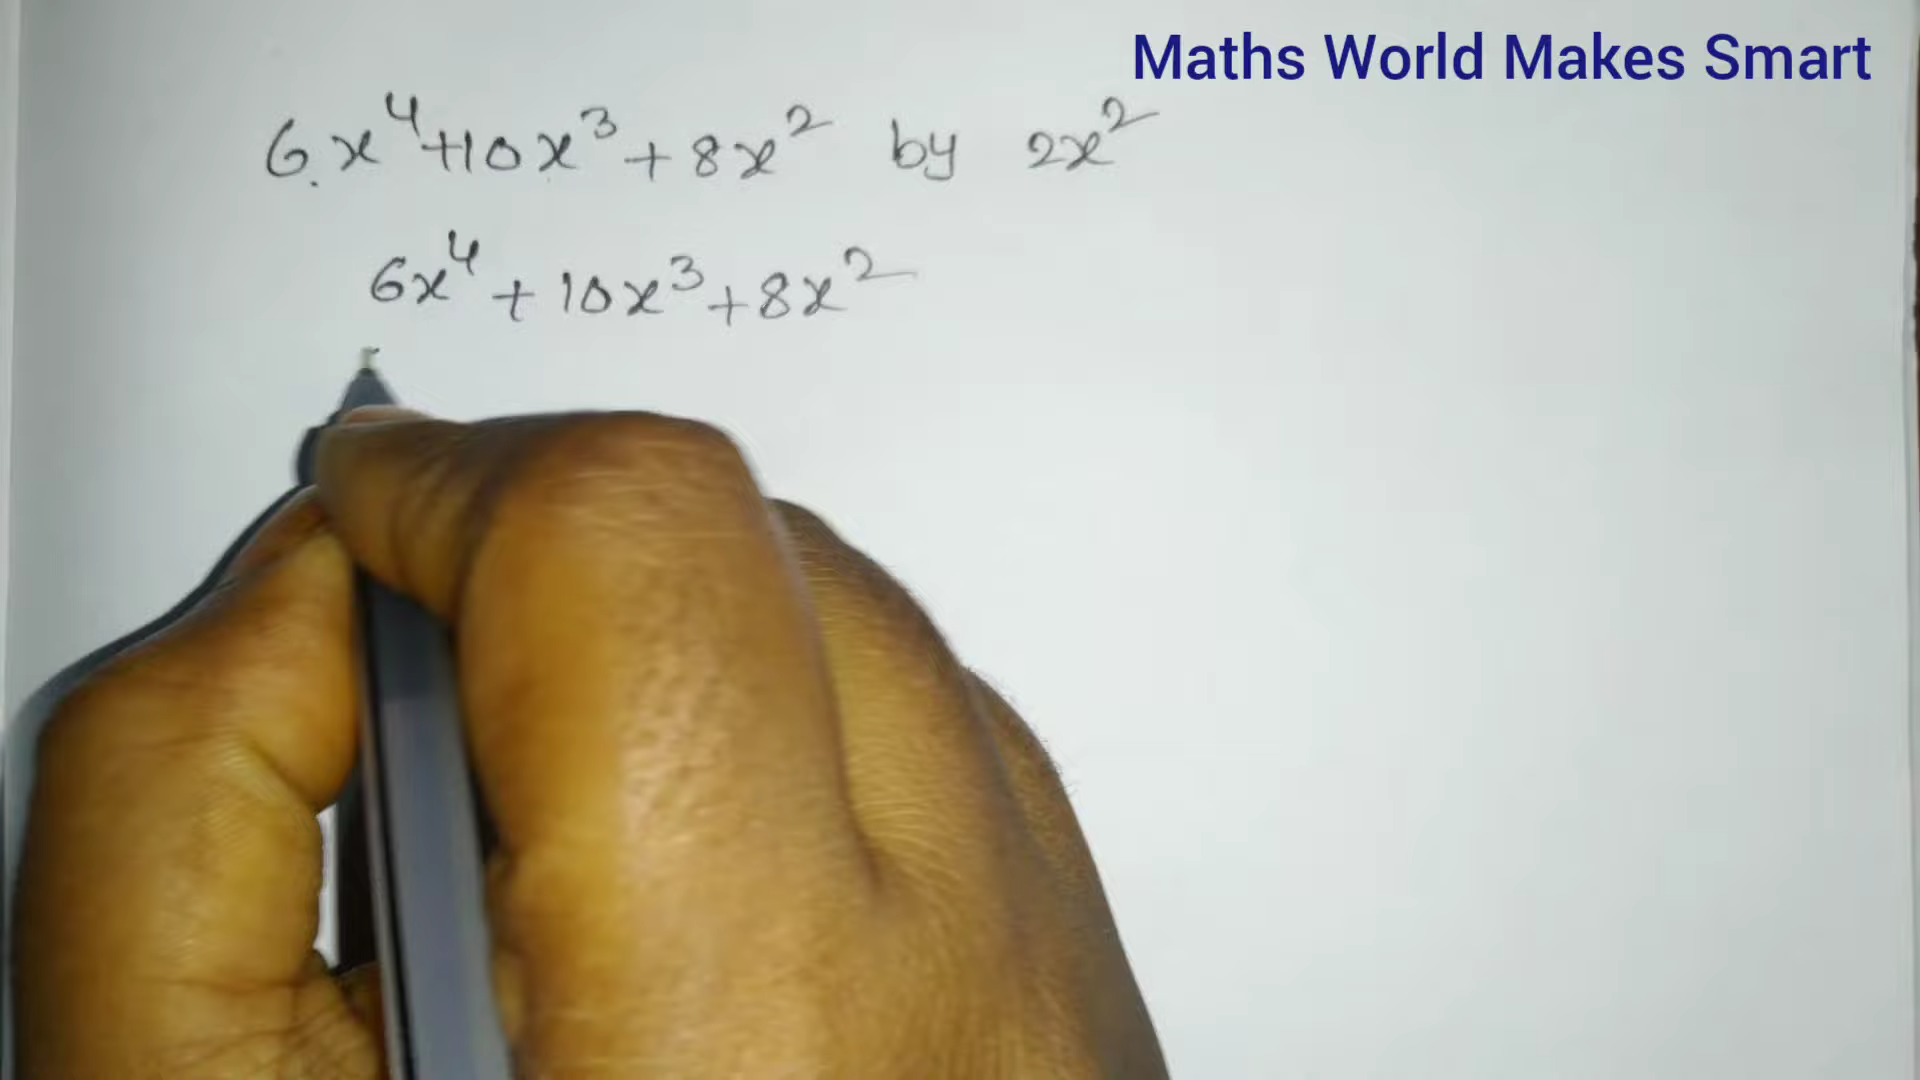 Maths World Makes Smart
6x⁴+10x³+8x² by 2x²
6x⁴+10x³+8x²